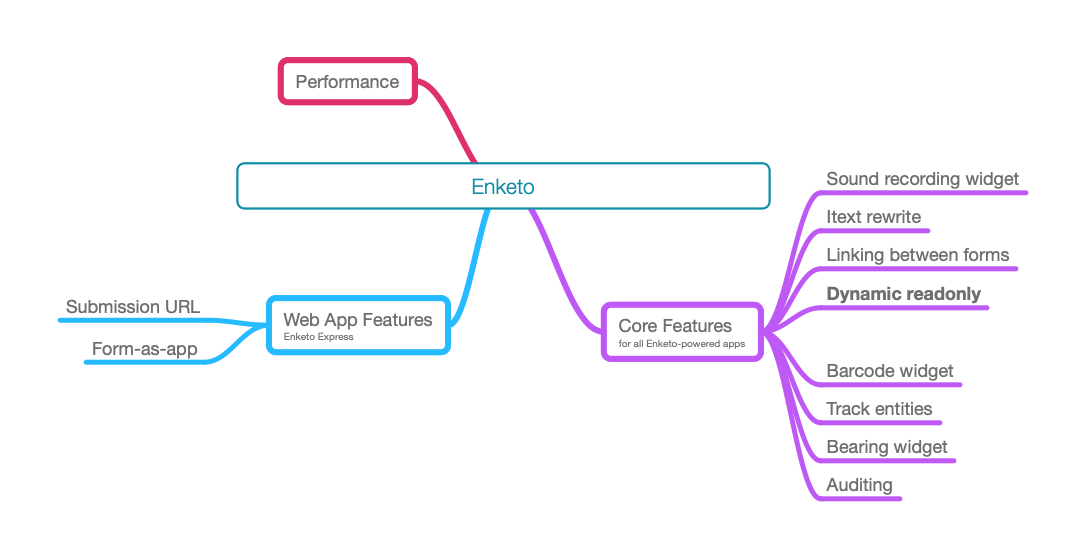 Performance
Enketo
Submission URL
Form-as-app
Web App Features
Enketo Express
Core Features
for all Enketo-powered apps
Sound recording widget
Itext rewrite
Linking between forms
Dynamic readonly
Barcode widget
Track entities
Bearing widget
Auditing